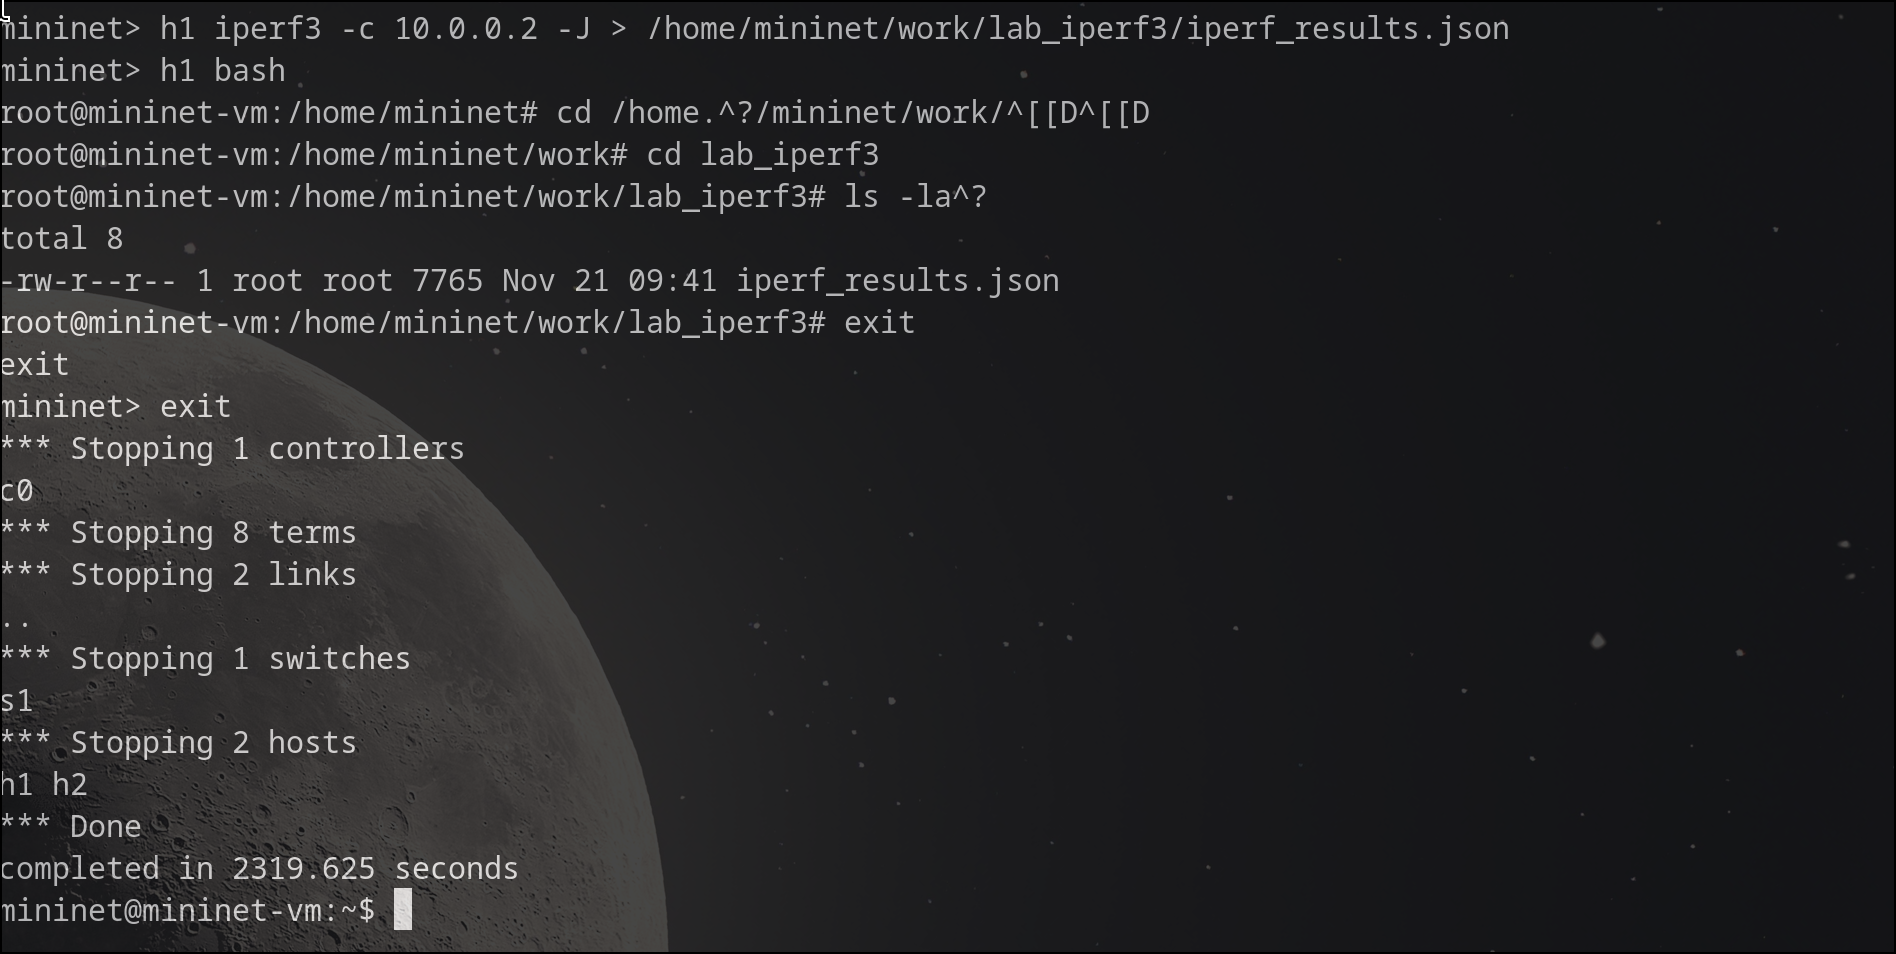 mininet> h1 iperf3 -c 10.0.0.2 -J > /home/mininet/work/lab_iperf3/iperf_results.json
mininet> h1 bash
root@mininet-vm:/home/mininet# cd /home.^?/mininet/work/^[[D^[[D
root@mininet-vm:/home/mininet/work# cd lab_iperf3
root@mininet-vm:/home/mininet/work/lab_iperf3# ls -la^?
total 8
-rw-r--r-- 1 root root 7765 Nov 21 09:41 iperf_results.json
root@mininet-vm:/home/mininet/work/lab_iperf3# exit
exit
mininet> exit
*** Stopping 1 controllers
c0
*** Stopping 8 terms
*** Stopping 2 links
..
*** Stopping 1 switches
s1
*** Stopping 2 hosts
h1 h2
*** Done
completed in 2319.625 seconds
mininet@mininet-vm:~$